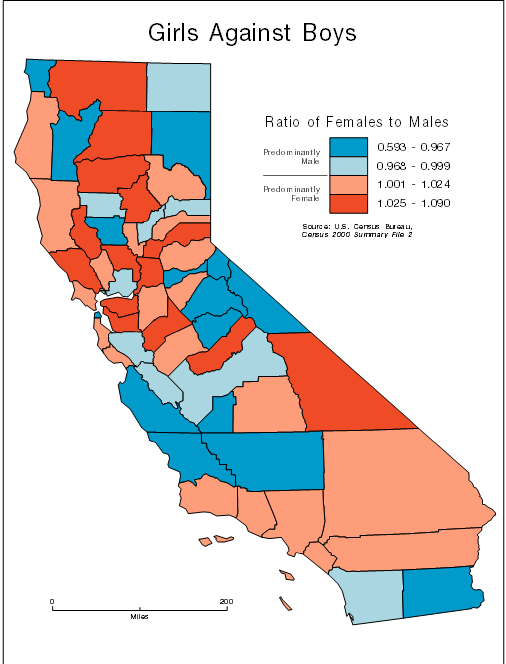 Girls Against Boys
Ratio of Females to Males
Predominantly
Male
Predominantly
Female
0.593 - 0.967
0.968 - 0.999
1.001 - 1.024
1.025 - 1.090
Source: U.S. Census Bureau,
Census 2000 Summary File 2
0 200
Miles